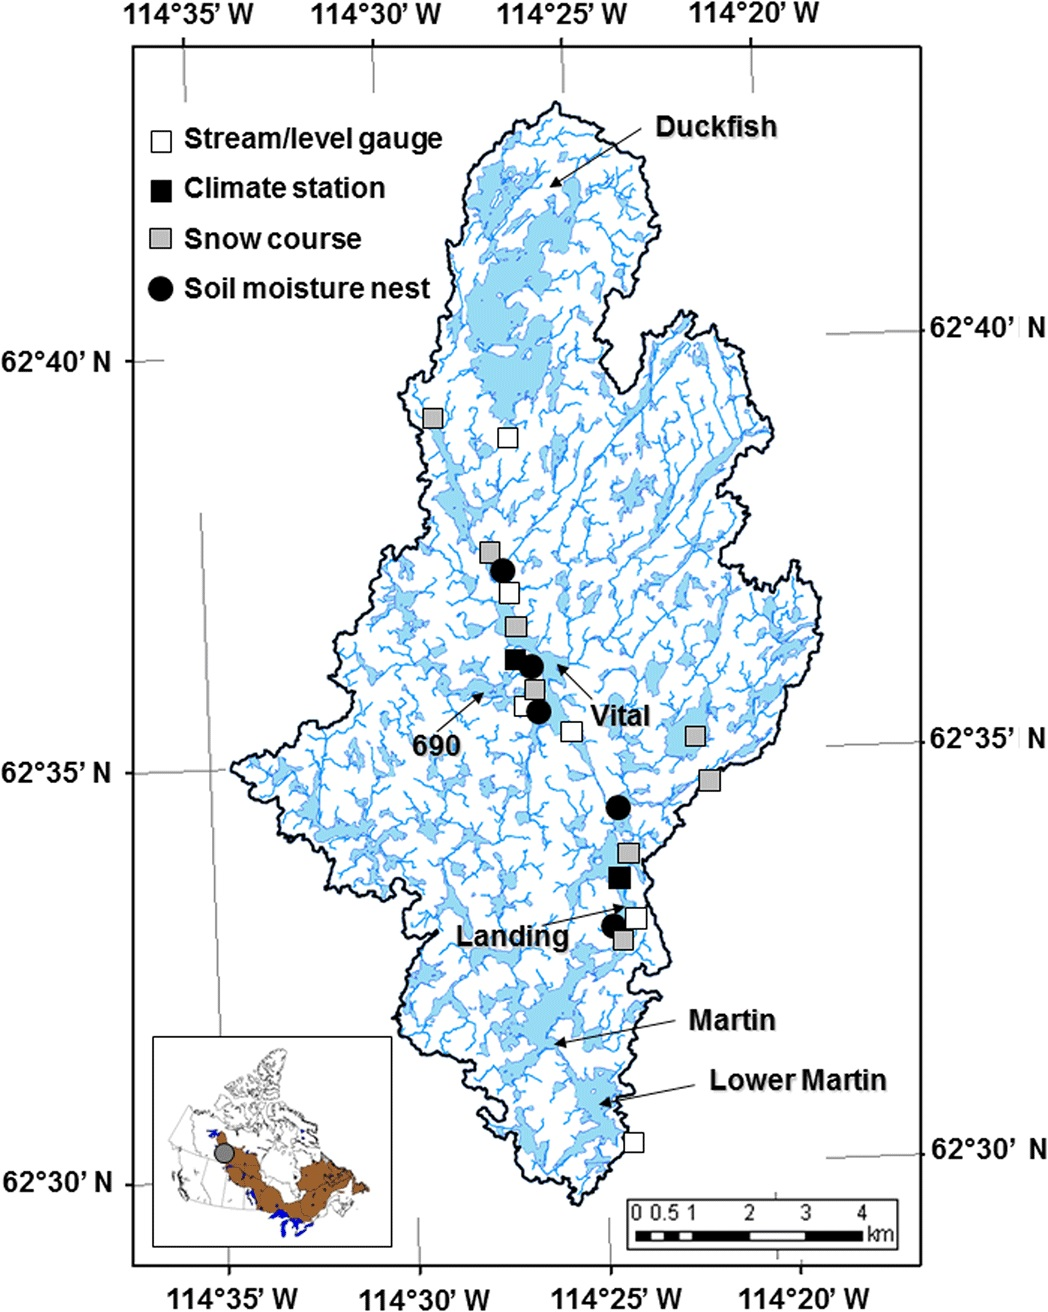 114°35’ W 114°30’ W 114°25’ W 114°20’ W
Duckfish
Stream/level gauge
Climate station
Snow course
Soil moisture nest
62°40’ N
62°40’ N
Vital
690
62°35’ N
62°35’ N
Landing
Martin
Lower Martin
62°30’ N
62°30’ N
0 0.5 1 2 3 4
km
114°35’ W 114°30’ W 114°25’ W 114°20’ W